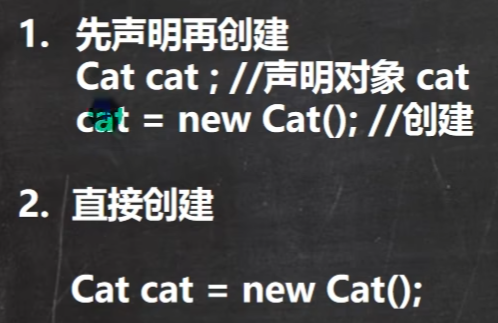 1. 先声明再创建
Cat cat ; //声明对象 cat
cat = new Cat(); //创建
2. 直接创建
Cat cat = new Cat();